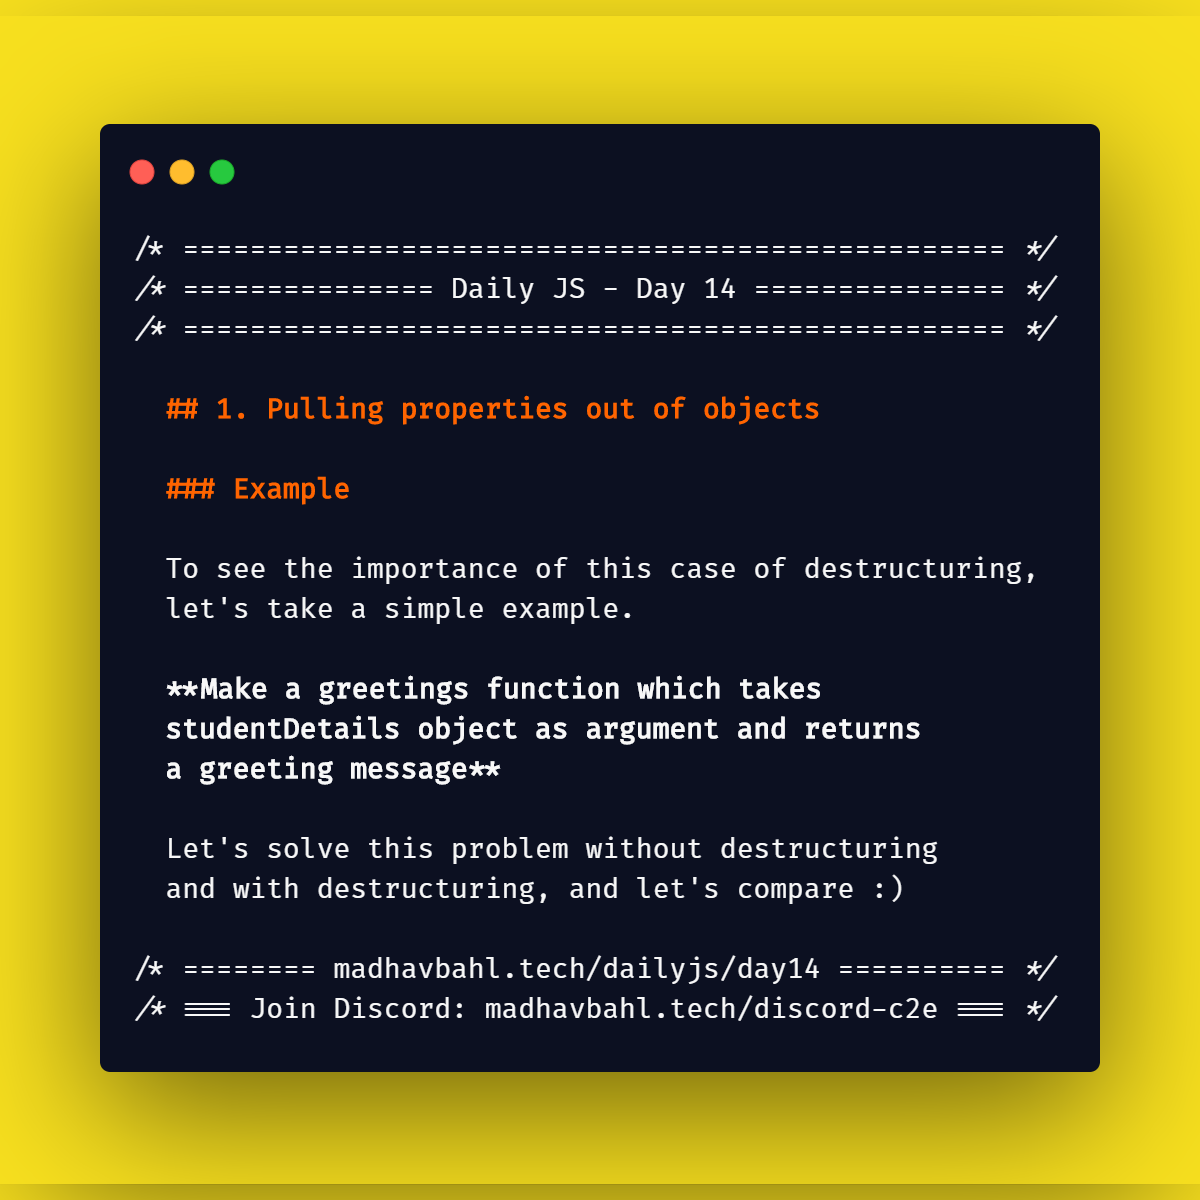 /* ================================================= */
/* =============== Daily JS - Day 14 =============== */
/* ================================================= */
## 1. Pulling properties out of objects
### Example
To see the importance of this case of destructuring,
let's take a simple example.
**Make a greetings function which takes
studentDetails object as argument and returns
a greeting message**
Let's solve this problem without destructuring
and with destructuring, and let's compare :)
/* ======== madhavbahl.tech/dailyjs/day14 ========== */
/* === Join Discord: madhavbahl.tech/discord-c2e === */